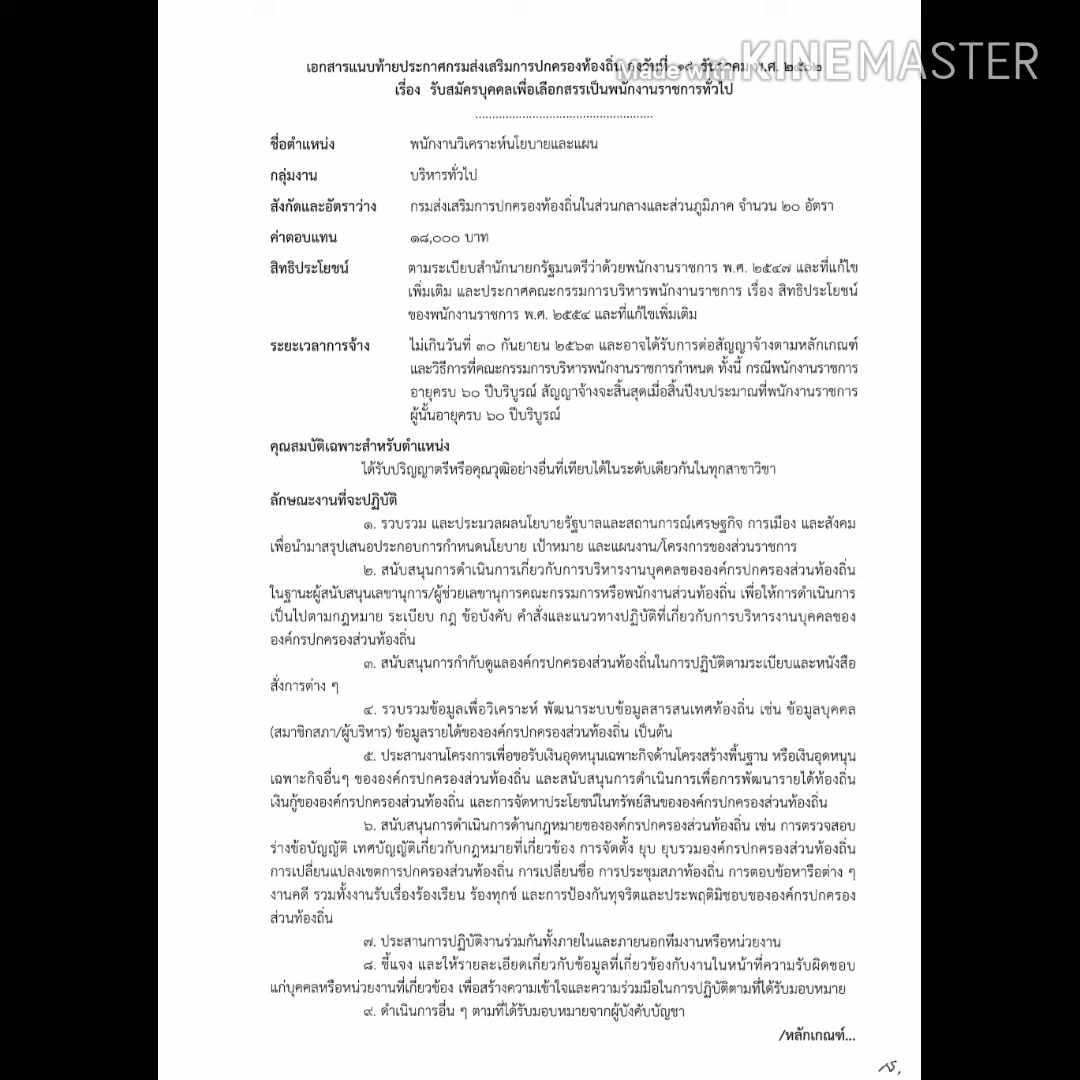 Made with KINEMASTER
เอกสารแนบท้ายประกาศกรมส่งเสริมการปกครองท้องถิ่น ลงวันที่ ๑๙ ธันวาคม พ.ศ. ๒๕๖๒
เรื่อง รับสมัครบุคคลเพื่อเลือกสรรเป็นพนักงานราชการทั่วไป
......................................................
ชื่อตำแหน่ง พนักงานวิเคราะห์นโยบายและแผน
กลุ่มงาน บริหารทั่วไป
สังกัดและอัตราว่าง กรมส่งเสริมการปกครองท้องถิ่นในส่วนกลางและส่วนภูมิภาค จำนวน ๒๐ อัตรา
ค่าตอบแทน ๑๘,๐๐๐ บาท
สิทธิประโยชน์ ตามระเบียบสำนักนายกรัฐมนตรีว่าด้วยพนักงานราชการ พ.ศ. ๒๕๔๗ และที่แก้ไข
เพิ่มเติม และประกาศคณะกรรมการบริหารพนักงานราชการ เรื่อง สิทธิประโยชน์
ของพนักงานราชการ พ.ศ. ๒๕๕๔ และที่แก้ไขเพิ่มเติม
ระยะเวลาการจ้าง ไม่เกินวันที่ ๓๐ กันยายน ๒๕๖๓ และอาจได้รับการต่อสัญญาจ้างตามหลักเกณฑ์
และวิธีการที่คณะกรรมการบริหารพนักงานราชการกำหนด ทั้งนี้ กรณีพนักงานราชการ
อายุครบ ๖๐ ปีบริบูรณ์ สัญญาจ้างจะสิ้นสุดเมื่อสิ้นปีงบประมาณที่พนักงานราชการ
ผู้นั้นอายุครบ ๖๐ ปีบริบูรณ์
คุณสมบัติเฉพาะสำหรับตำแหน่ง
ได้รับปริญญาตรีหรือคุณวุฒิอย่างอื่นที่เทียบได้ในระดับเดียวกันในทุกสาขาวิชา
ลักษณะงานที่จะปฏิบัติ
๑. รวบรวม และประมวลผลนโยบายรัฐบาลและสถานการณ์เศรษฐกิจ การเมือง และสังคม
เพื่อนำมาสรุปเสนอประกอบการกำหนดนโยบาย เป้าหมาย และแผนงาน/โครงการของส่วนราชการ
๒. สนับสนุนการดำเนินการเกี่ยวกับการบริหารงานบุคคลขององค์กรปกครองส่วนท้องถิ่น
ในฐานะผู้สนับสนุนเลขานุการ/ผู้ช่วยเลขานุการคณะกรรมการหรือพนักงานส่วนท้องถิ่น เพื่อให้การดำเนินการ
เป็นไปตามกฎหมาย ระเบียบ กฎ ข้อบังคับ คำสั่งและแนวทางปฏิบัติที่เกี่ยวกับการบริหารงานบุคคลของ
องค์กรปกครองส่วนท้องถิ่น
๓. สนับสนุนการกำกับดูแลองค์กรปกครองส่วนท้องถิ่นในการปฏิบัติตามระเบียบและหนังสือ
สั่งการต่าง ๆ
๔. รวบรวมข้อมูลเพื่อวิเคราะห์ พัฒนาระบบข้อมูลสารสนเทศท้องถิ่น เช่น ข้อมูลบุคคล
(สมาชิกสภา/ผู้บริหาร) ข้อมูลรายได้ขององค์กรปกครองส่วนท้องถิ่น เป็นต้น
๕. ประสานงานโครงการเพื่อขอรับเงินอุดหนุนเฉพาะกิจด้านโครงสร้างพื้นฐาน หรือเงินอุดหนุน
เฉพาะกิจอื่นๆ ขององค์กรปกครองส่วนท้องถิ่น และสนับสนุนการดำเนินการเพื่อการพัฒนารายได้ท้องถิ่น
เงินกู้ขององค์กรปกครองส่วนท้องถิ่น และการจัดหาประโยชน์ในทรัพย์สินขององค์กรปกครองส่วนท้องถิ่น
๖. สนับสนุนการดำเนินการด้านกฎหมายขององค์กรปกครองส่วนท้องถิ่น เช่น การตรวจสอบ
ร่างข้อบัญญัติ เทศบัญญัติเกี่ยวกับกฎหมายที่เกี่ยวข้อง การจัดตั้ง ยุบ ยุบรวมองค์กรปกครองส่วนท้องถิ่น
การเปลี่ยนแปลงเขตการปกครองส่วนท้องถิ่น การเปลี่ยนชื่อ การประชุมสภาท้องถิ่น การตอบข้อหารือต่าง ๆ
งานคดี รวมทั้งงานรับเรื่องร้องเรียน ร้องทุกข์ และการป้องกันทุจริตและประพฤติมิชอบขององค์กรปกครอง
ส่วนท้องถิ่น
๗. ประสานการปฏิบัติงานร่วมกันทั้งภายในและภายนอกทีมงานหรือหน่วยงาน
๘. ชี้แจง และให้รายละเอียดเกี่ยวกับข้อมูลที่เกี่ยวข้องกับงานในหน้าที่ความรับผิดชอบ
แก่บุคคลหรือหน่วยงานที่เกี่ยวข้อง เพื่อสร้างความเข้าใจและความร่วมมือในการปฏิบัติตามที่ได้รับมอบหมาย
๙. ดำเนินการอื่น ๆ ตามที่ได้รับมอบหมายจากผู้บังคับบัญชา
/หลักเกณฑ์...